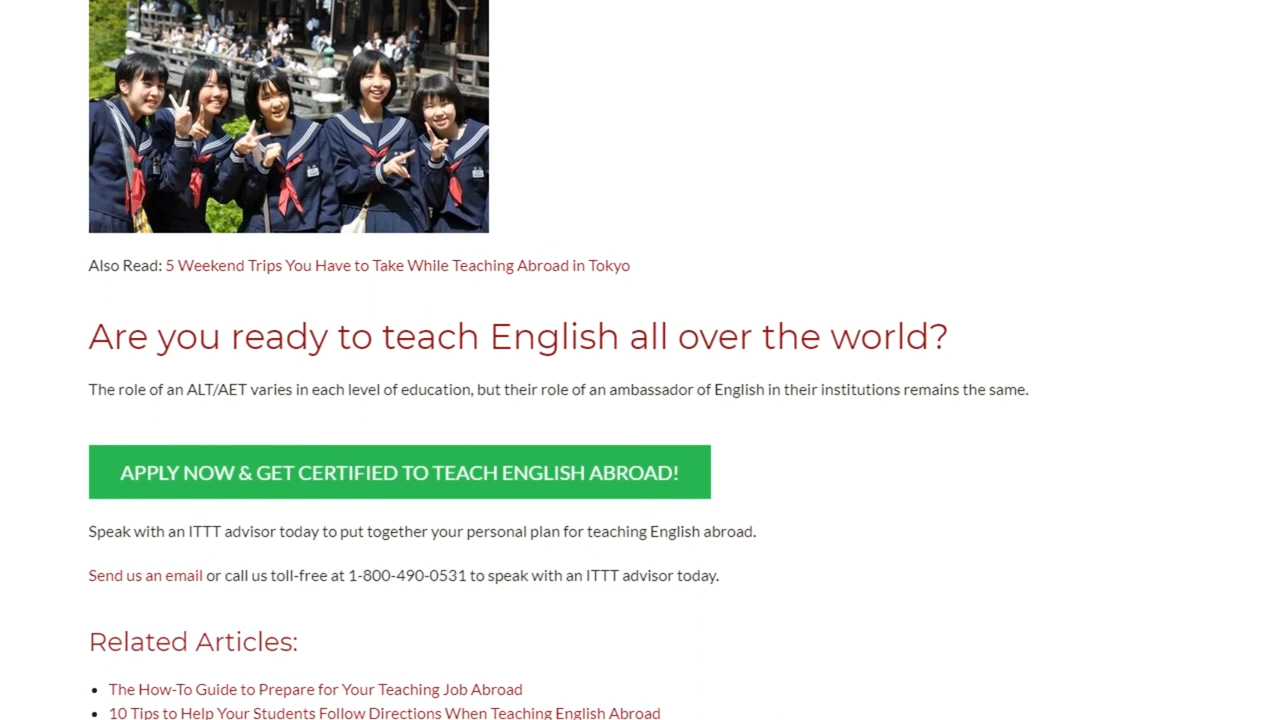 Also Read: 5 Weekend Trips You Have to Take While Teaching Abroad in Tokyo
Are you ready to teach English all over the world?
The role of an ALT/AET varies in each level of education, but their role of an ambassador of English in their institutions remains the same.
APPLY NOW & GET CERTIFIED TO TEACH ENGLISH ABROAD!
Speak with an ITTT advisor today to put together your personal plan for teaching English abroad.
Send us an email or call us toll-free at 1-800-490-0531 to speak with an ITTT advisor today.
Related Articles:
• The How-To Guide to Prepare for Your Teaching Job Abroad
• 10 Tips to Help Your Students Follow Directions When Teaching English Abroad